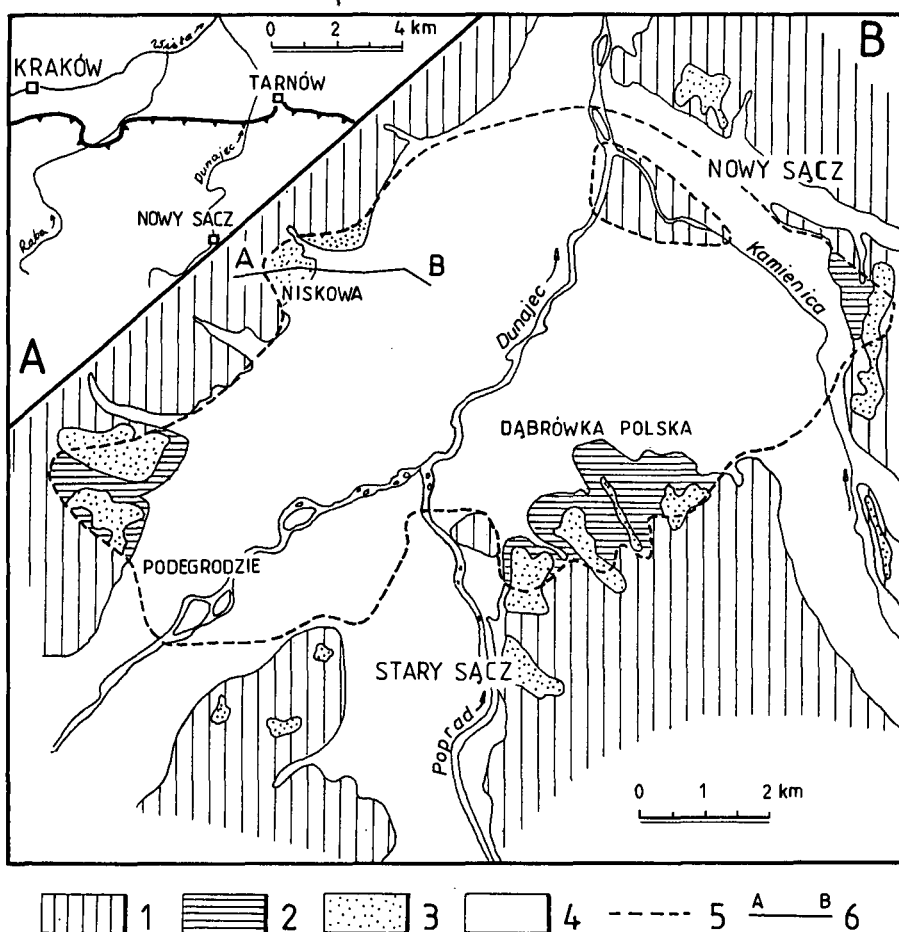 0 2 4 km
B
Wisła
KRAKÓW
TARNÓW
Dunajec
NOWY SĄCZ
NOWY SĄCZ
Raba
A
B
NISKOWA
Kamienica
Dunajec
A
DĄBRÓWKA POLSKA
PODEGRODZIE
STARY SĄCZ
Poprad
0 1 2 km
1 2 3 4 5 A B 6